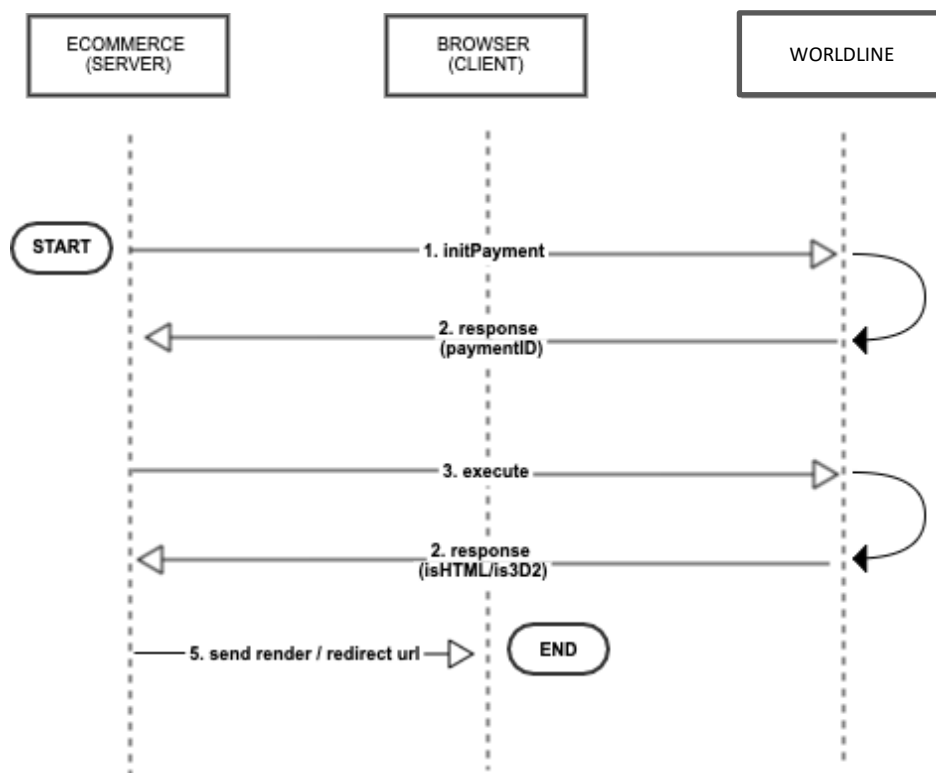 ECOMMERCE
(SERVER)
BROWSER
(CLIENT)
WORLDLINE
START
1. initPayment
2. response
(paymentID)
3. execute
2. response
(isHTML/is3D2)
5. send render / redirect url
END